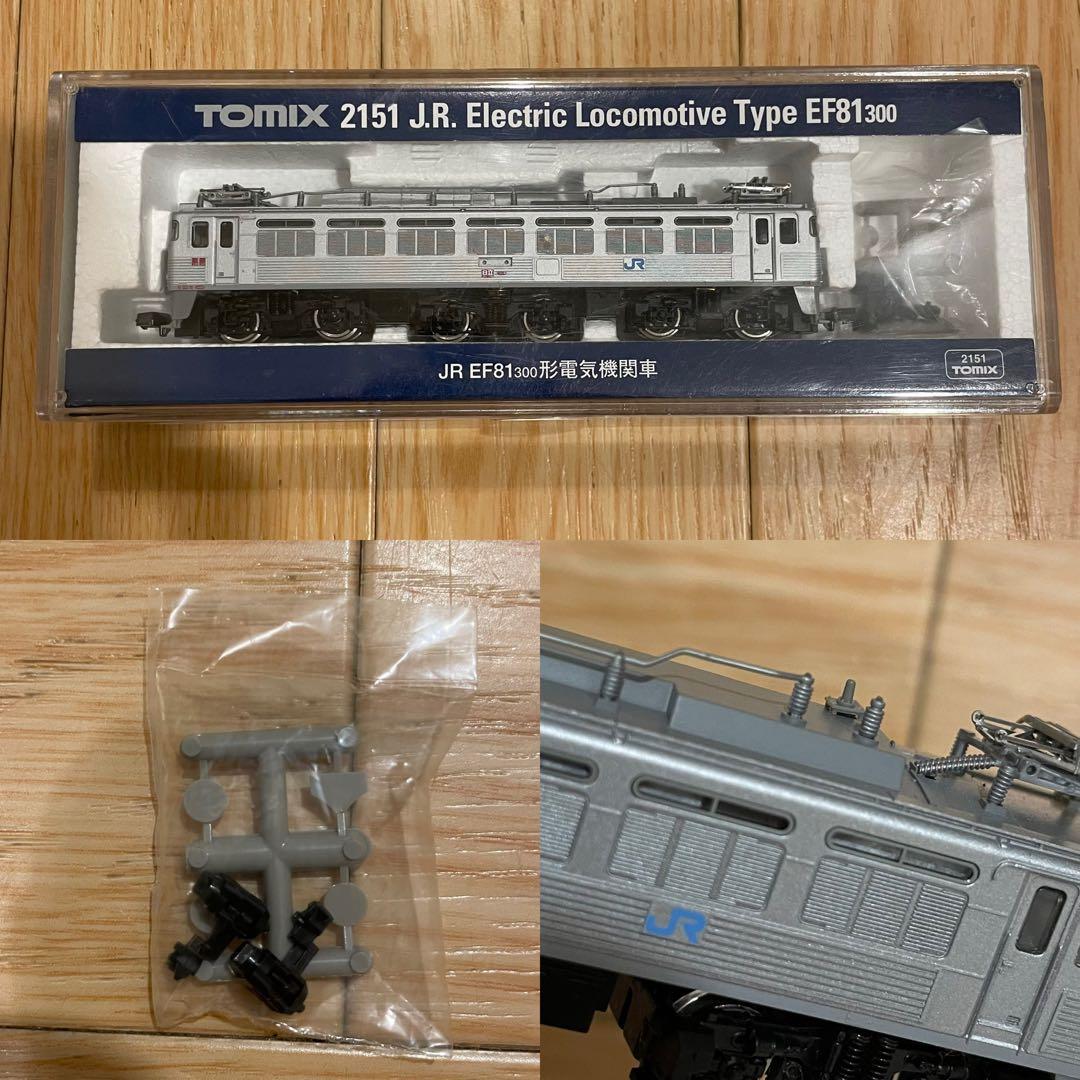 TOMIX 2151 J.R. Electric Locomotive Type EF81300
JR
JR EF81300形電気機関車
2151
TOMIX
JR